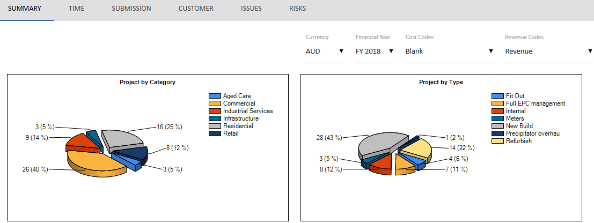 SUMMARY TIME SUBMISSION CUSTOMER ISSUES RISKS
Currency Financial Year Cost Codes Revenue Codes
AUD FY 2018 Blank Revenue
Project by Category
Aged Care
Commercial
Industrial Services
Infrastructure
Residential
Retail
3 (5 %)
16 (25 %)
9 (14 %)
8 (12 %)
26 (40 %)
3 (5 %)
Project by Type
Fit Out
Full EPC management
Internal
Meters
New Build
Precipitator overhau
Refurbish
28 (43 %)
1 (2 %)
14 (22 %)
3 (5 %)
4 (6 %)
8 (12 %)
7 (11 %)